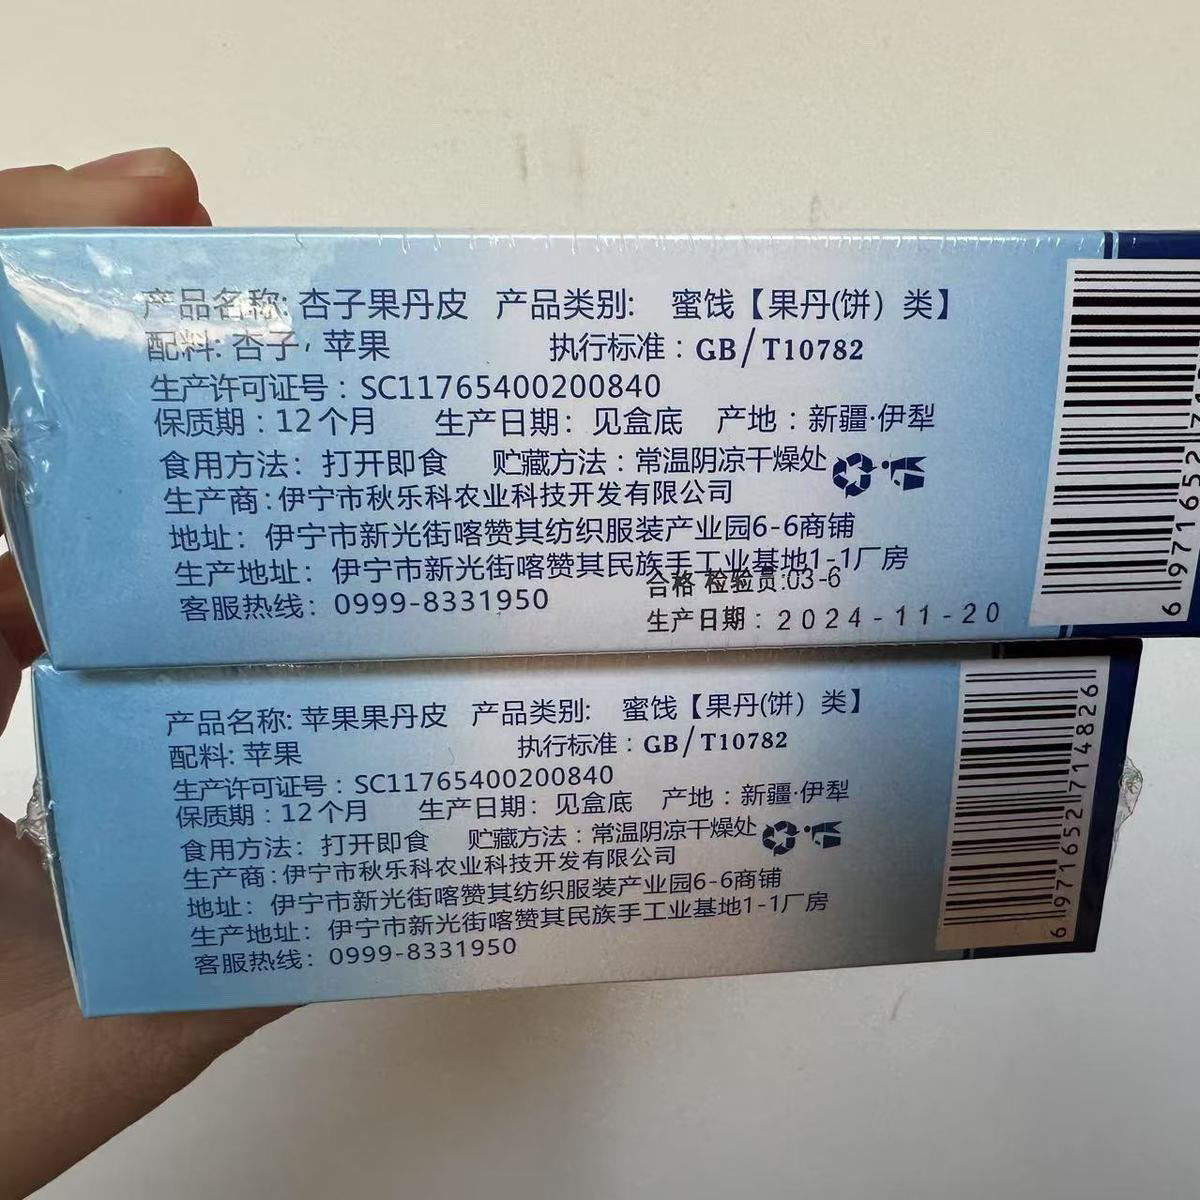 产品名称: 杏子果丹皮 产品类别: 蜜饯【果丹(饼）类】
配料: 杏子, 苹果 执行标准：GB/T10782
生产许可证号：SC11765400200840
保质期：12个月 生产日期：见盒底 产地：新疆·伊犁
食用方法：打开即食 贮藏方法：常温阴凉干燥处
生产商：伊宁市秋乐科农业科技开发有限公司
地址：伊宁市新光街喀赞其纺织服装产业园6-6商铺
生产地址：伊宁市新光街喀赞其民族手工业基地1-1厂房
合格 检验员:03-6
客服热线：0999-8331950
生产日期：2024-11-20
产品名称: 苹果果丹皮 产品类别: 蜜饯【果丹(饼）类】
配料: 苹果 执行标准：GB/T10782
生产许可证号：SC11765400200840
保质期：12个月 生产日期：见盒底 产地：新疆·伊犁
食用方法：打开即食 贮藏方法：常温阴凉干燥处
生产商：伊宁市秋乐科农业科技开发有限公司
地址：伊宁市新光街喀赞其纺织服装产业园6-6商铺
生产地址：伊宁市新光街喀赞其民族手工业基地1-1厂房
客服热线：0999-8331950
6 971652 714826